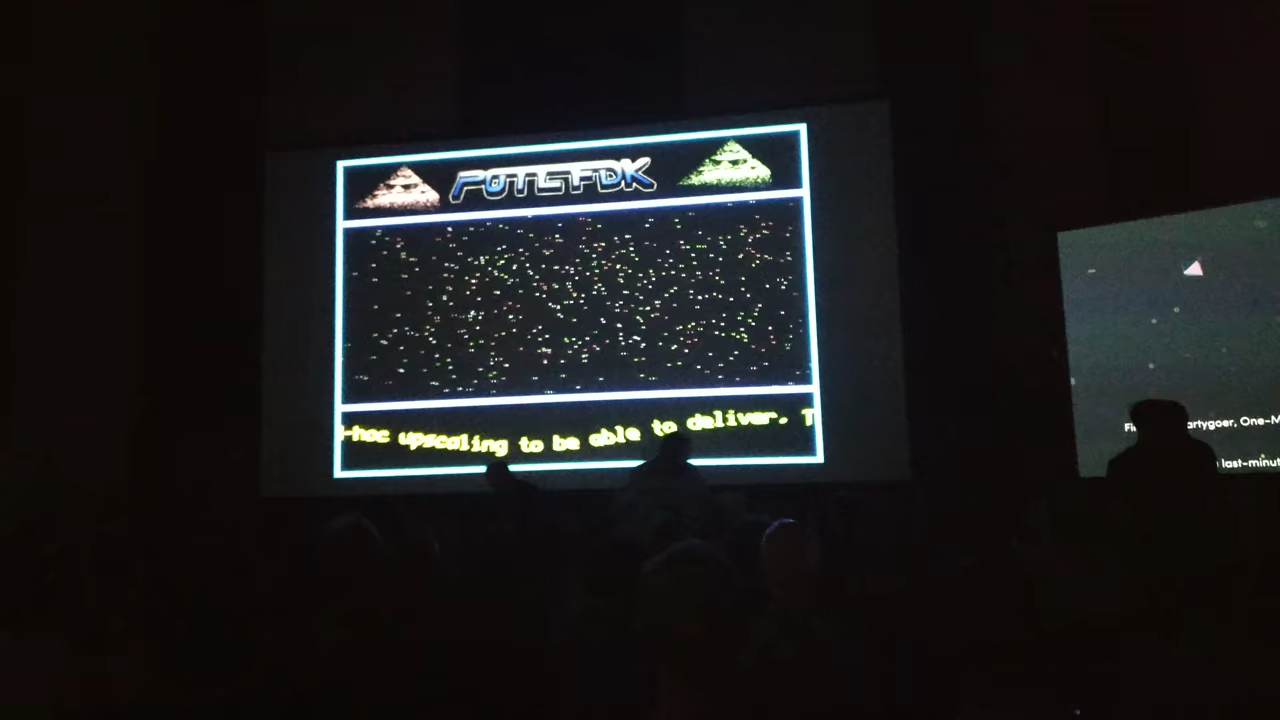 POTEFDK
-hoc upscaling to be able to deliver. T
artygoer, One-M
last-minut